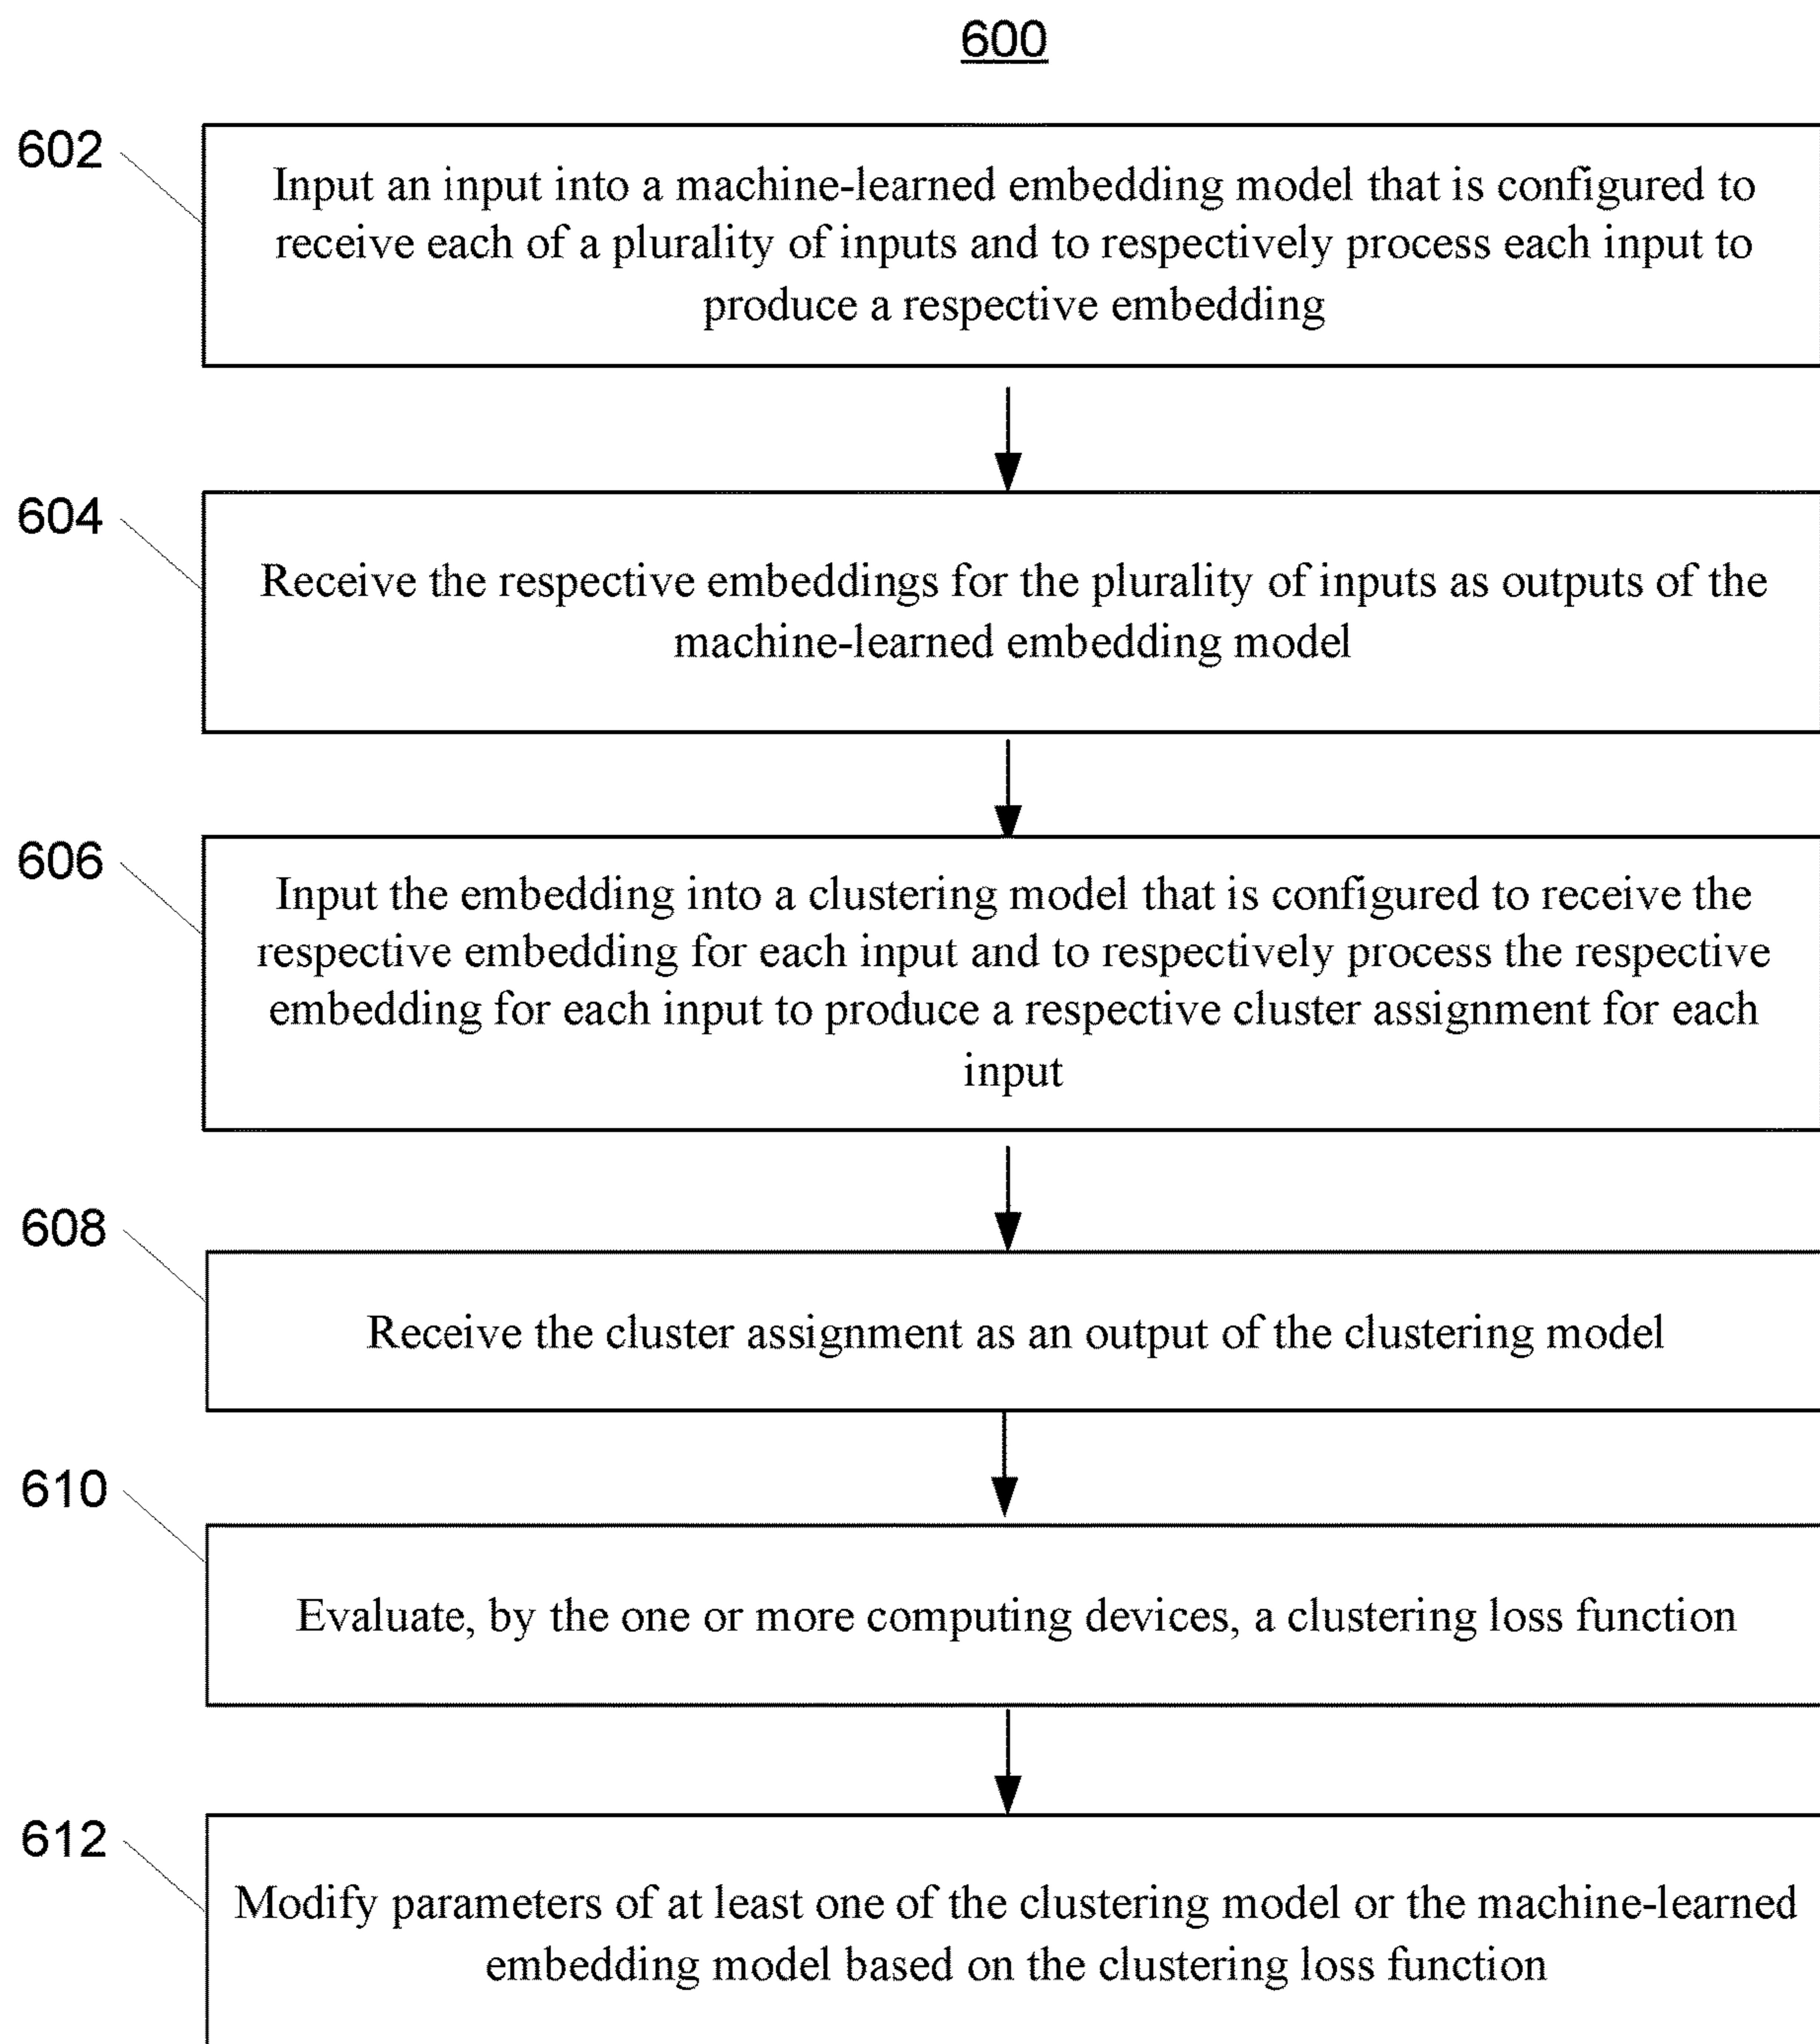 600
602
Input an input into a machine-learned embedding model that is configured to
receive each of a plurality of inputs and to respectively process each input to
produce a respective embedding
604
Receive the respective embeddings for the plurality of inputs as outputs of the
machine-learned embedding model
606
Input the embedding into a clustering model that is configured to receive the
respective embedding for each input and to respectively process the respective
embedding for each input to produce a respective cluster assignment for each
input
608
Receive the cluster assignment as an output of the clustering model
610
Evaluate, by the one or more computing devices, a clustering loss function
612
Modify parameters of at least one of the clustering model or the machine-learned
embedding model based on the clustering loss function